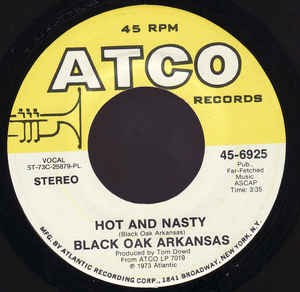 45 RPM
ATCO
RECORDS
VOCAL
ST-73C-25879-PL
STEREO
45-6925
Pub.,
Far-Fetched
Music
ASCAP
Time: 3:35
HOT AND NASTY
(Black Oak Arkansas)
BLACK OAK ARKANSAS
Produced by Tom Dowd
From ATCO LP 7019
℗ 1973 Atlantic
MFG. BY ATLANTIC RECORDING CORP., 1841 BROADWAY, NEW YORK, N.Y.